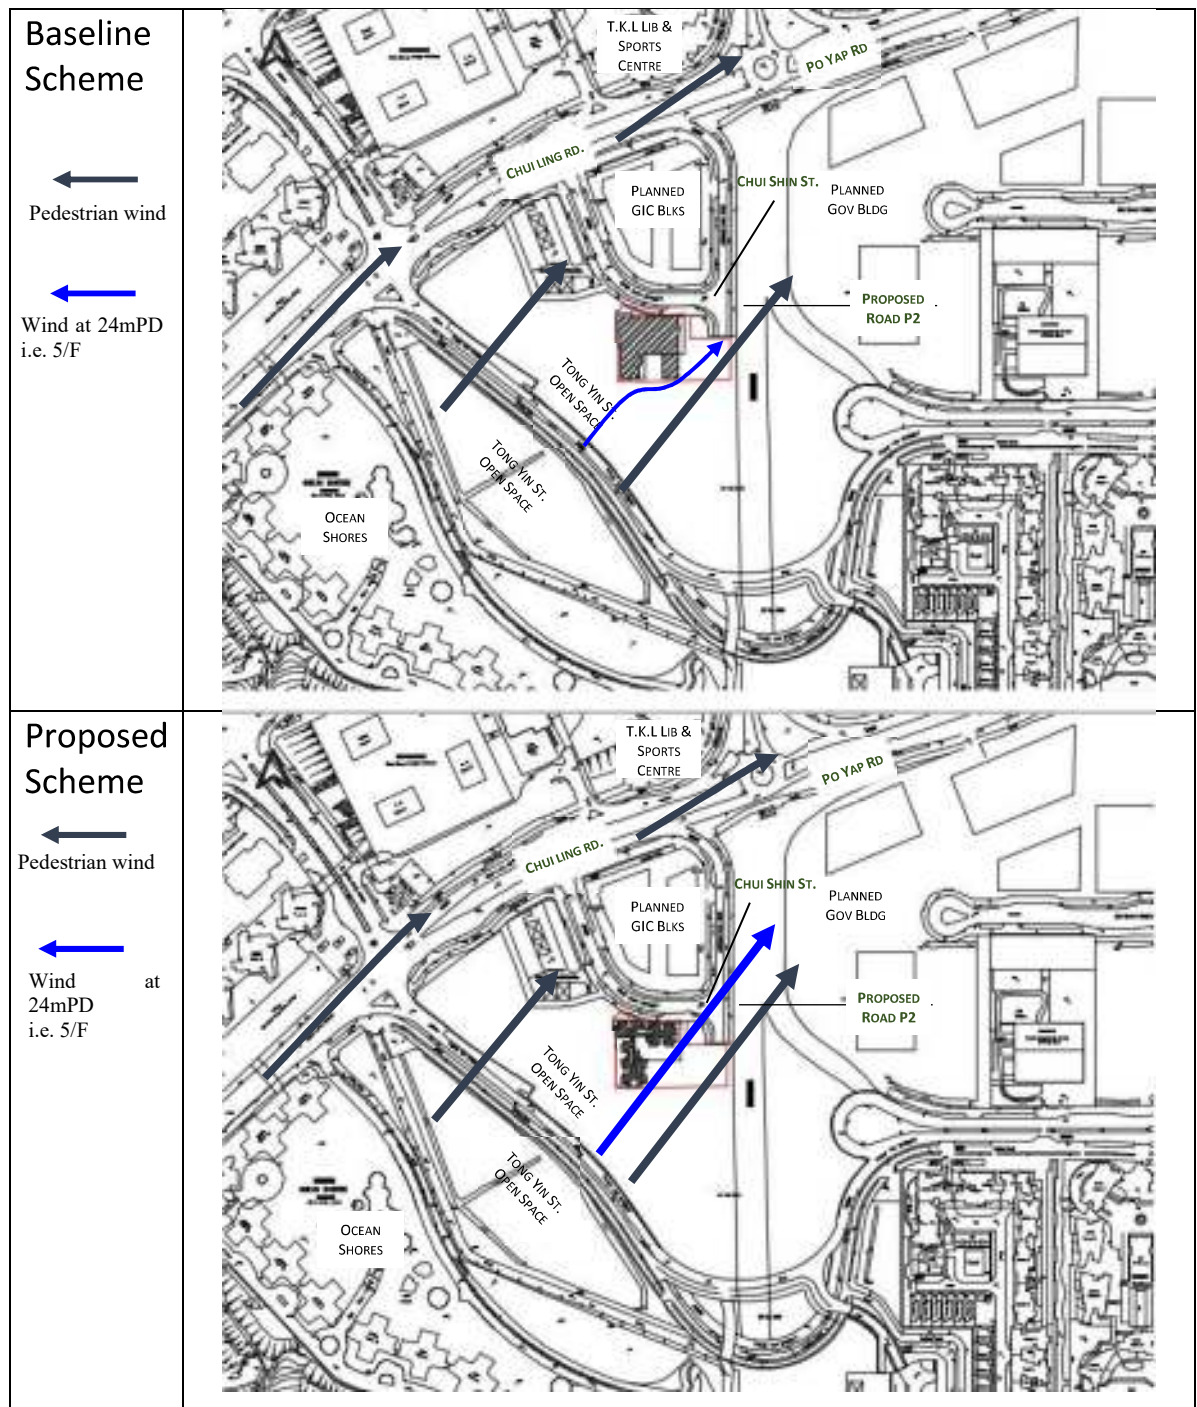 Baseline
Scheme
Pedestrian wind
Wind at 24mPD
i.e. 5/F
T.K.L LIB &
SPORTS
CENTRE
PO YAP RD
CHUI LING RD.
PLANNED
GIC BLKS
CHUI SHIN ST.
PLANNED
GOV BLDG
PROPOSED
ROAD P2
TONG YIN ST.
OPEN SPACE
TONG YIN ST.
OPEN SPACE
OCEAN
SHORES
Proposed
Scheme
Pedestrian wind
Wind at
24mPD
i.e. 5/F
T.K.L LIB &
SPORTS
CENTRE
PO YAP RD
CHUI LING RD.
PLANNED
GIC BLKS
CHUI SHIN ST.
PLANNED
GOV BLDG
PROPOSED
ROAD P2
TONG YIN ST.
OPEN SPACE
TONG YIN ST.
OPEN SPACE
OCEAN
SHORES